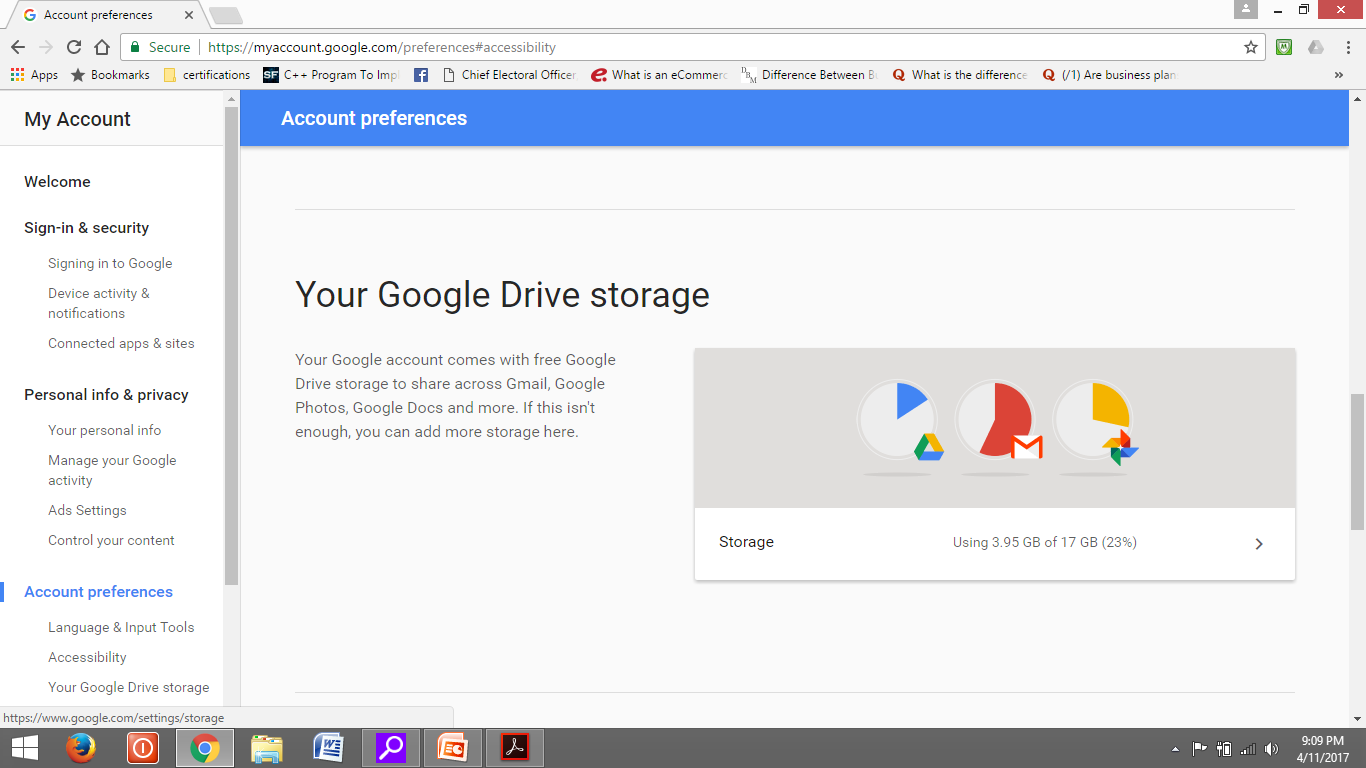 Account preferences
Secure https://myaccount.google.com/preferences#accessibility
Apps Bookmarks certifications C++ Program To Impl Chief Electoral Officer What is an eCommerc Difference Between B What is the difference (/1) Are business plan »
My Account
Account preferences
Welcome
Sign-in & security
Signing in to Google
Device activity &
notifications
Connected apps & sites
Personal info & privacy
Your personal info
Manage your Google
activity
Ads Settings
Control your content
Account preferences
Language & Input Tools
Accessibility
Your Google Drive storage
Your Google Drive storage
Your Google account comes with free Google
Drive storage to share across Gmail, Google
Photos, Google Docs and more. If this isn't
enough, you can add more storage here.
Storage Using 3.95 GB of 17 GB (23%)
https://www.google.com/settings/storage
9:09 PM
4/11/2017